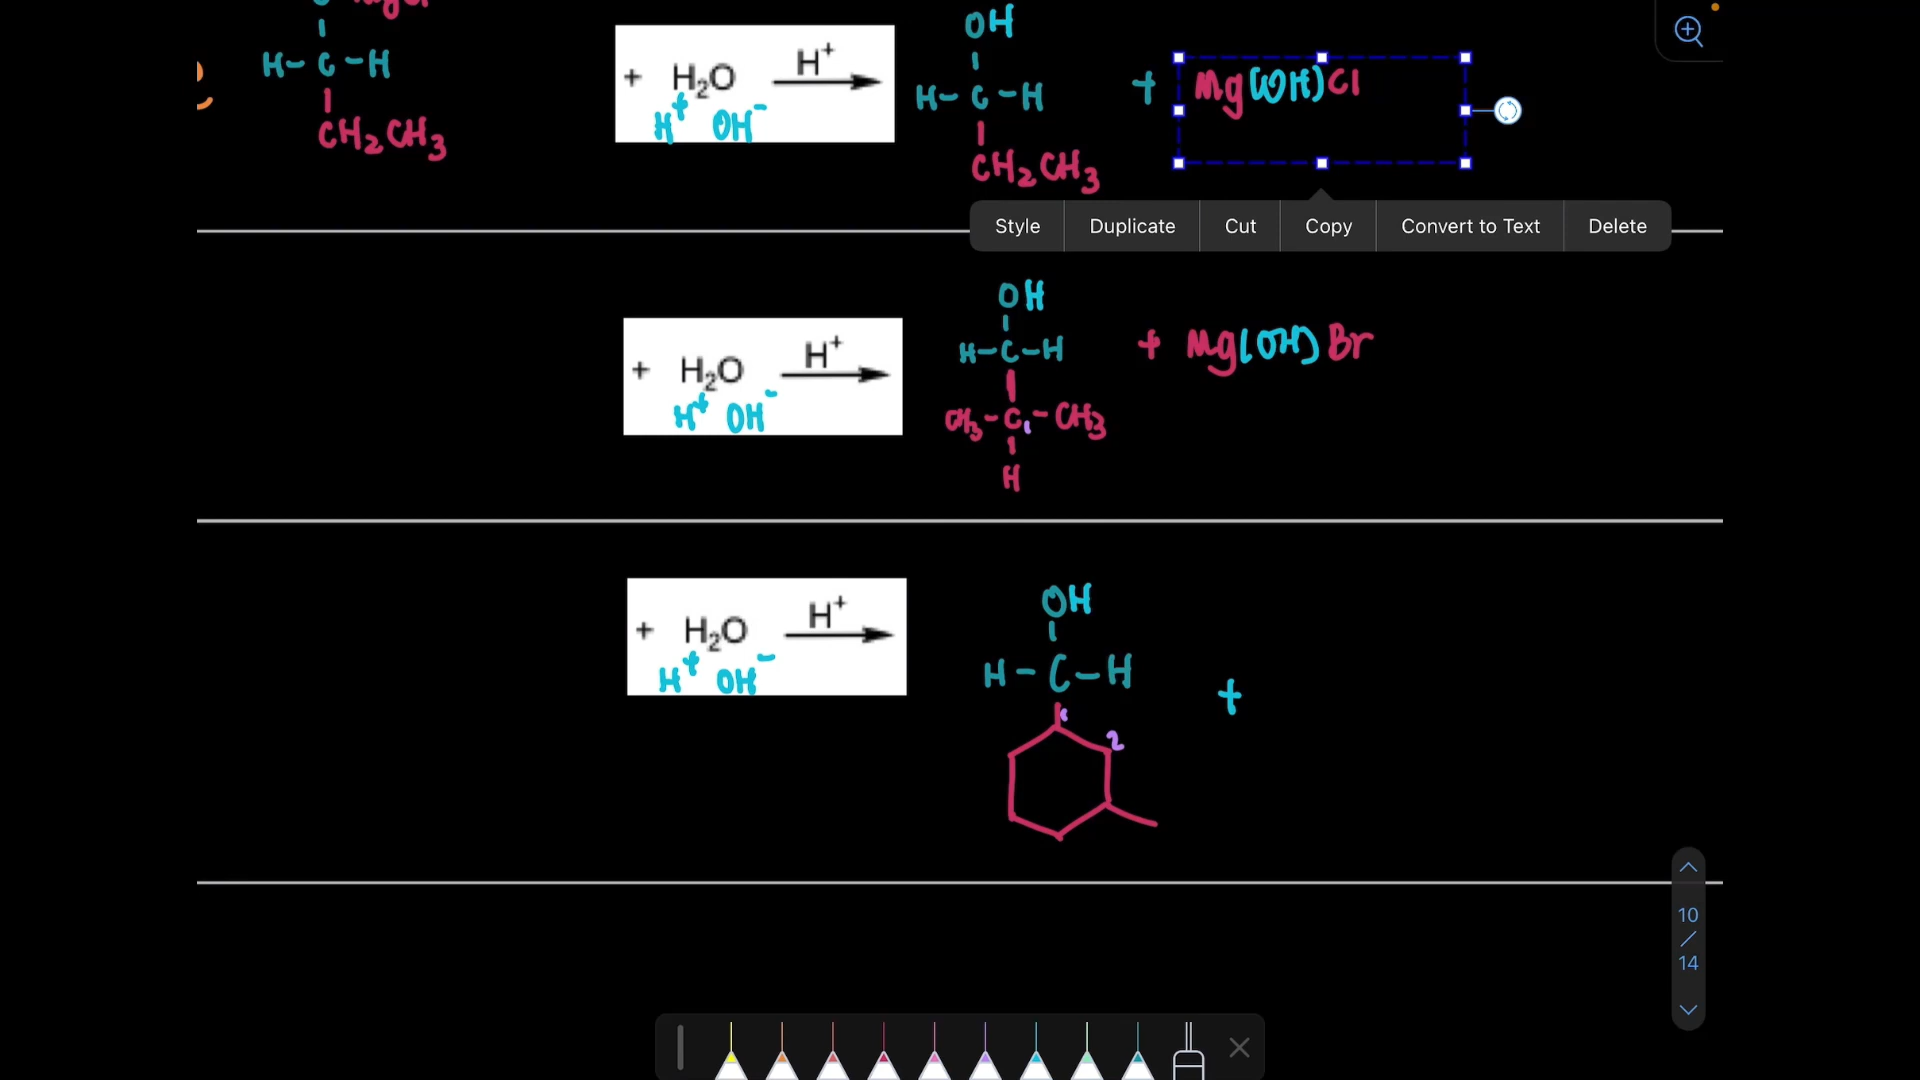 H-C-H
CH2CH3
+ H2O H+
H+ OH-
OH
H-C-H
CH2CH3
+ Mg(OH)Cl
Style Duplicate Cut Copy Convert to Text Delete
+ H2O H+
H+ OH-
OH
H-C-H
CH3-C1-CH3
H
+ Mg(OH)Br
+ H2O H+
H+ OH-
OH
H-C-H
1
2
+
10
/
14